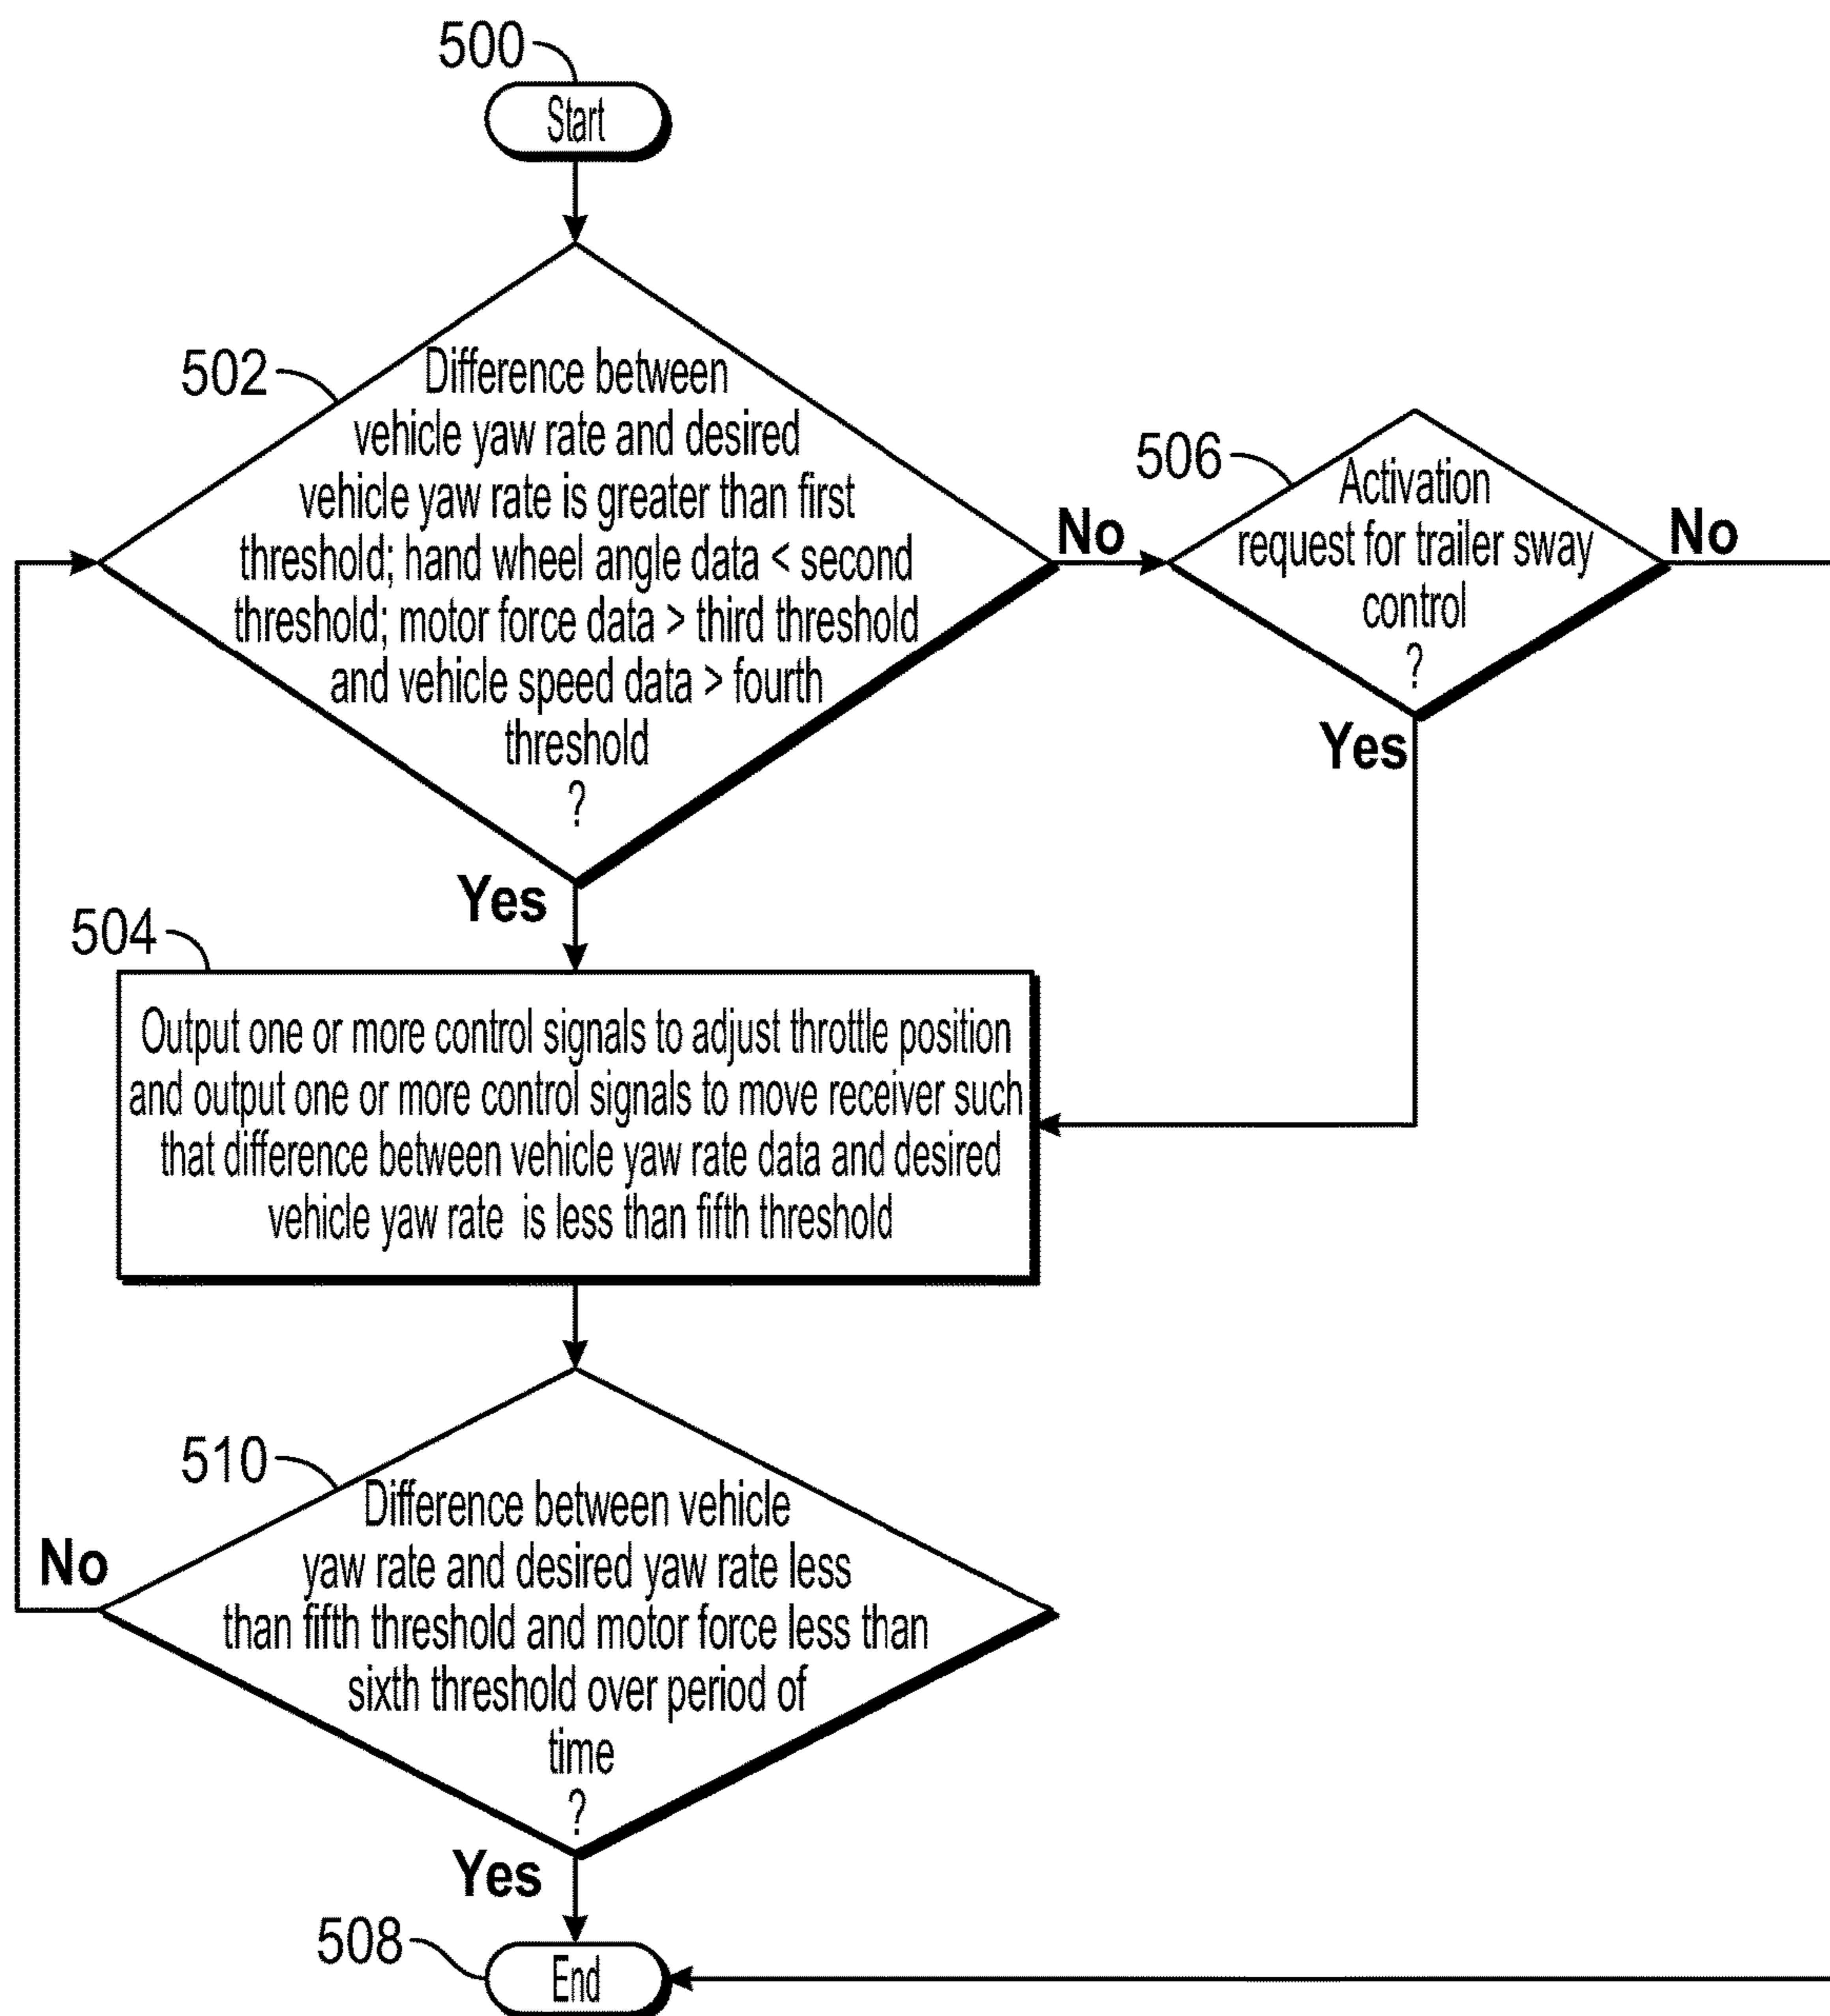 500
Start
502
Difference between
vehicle yaw rate and desired
vehicle yaw rate is greater than first
threshold; hand wheel angle data < second
threshold; motor force data > third threshold
and vehicle speed data > fourth
threshold
?
No
506
Activation
request for trailer sway
control
?
No
Yes
Yes
504
Output one or more control signals to adjust throttle position
and output one or more control signals to move receiver such
that difference between vehicle yaw rate data and desired
vehicle yaw rate is less than fifth threshold
510
Difference between vehicle
yaw rate and desired yaw rate less
than fifth threshold and motor force less than
sixth threshold over period of
time
?
No
Yes
508
End